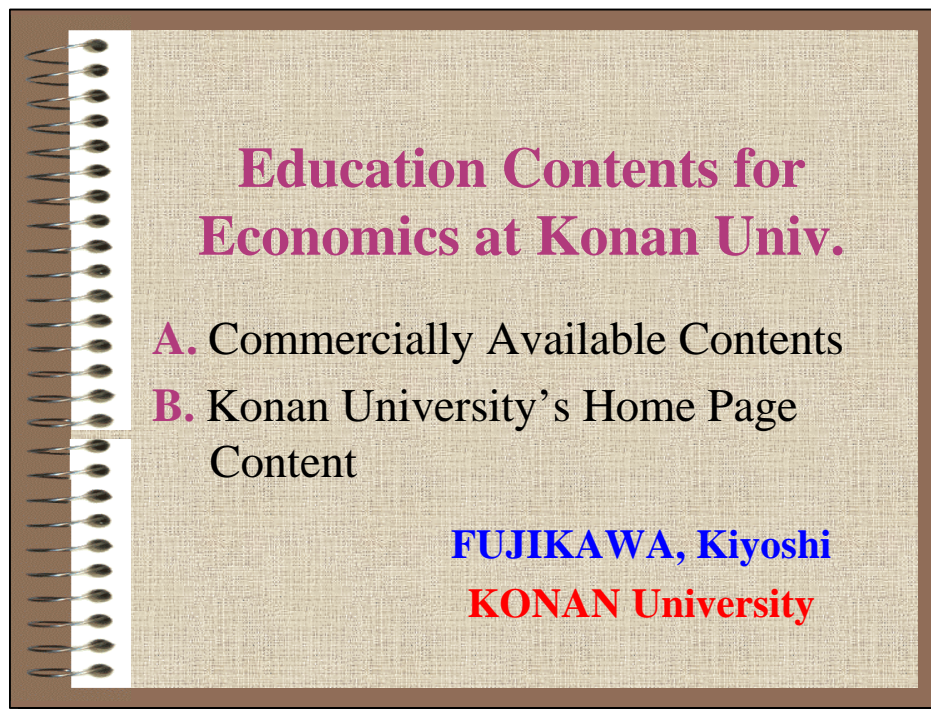 Education Contents for
Economics at Konan Univ.
A. Commercially Available Contents
B. Konan University’s Home Page
Content
FUJIKAWA, Kiyoshi
KONAN University